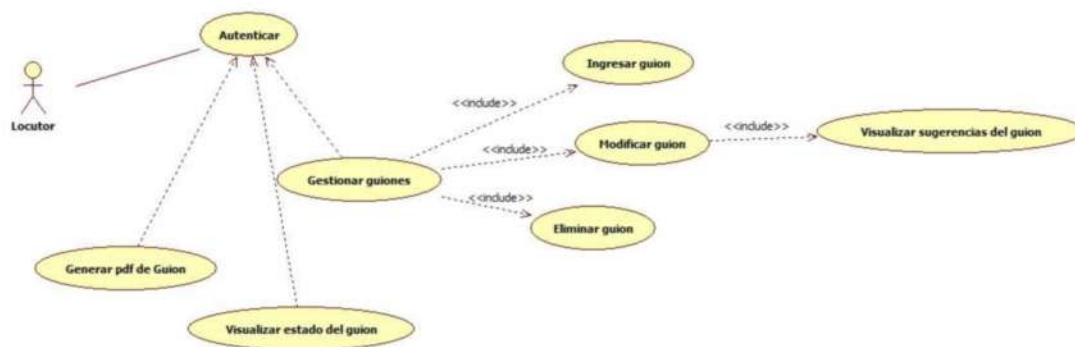 Autenticar
Locutor
Ingresar guion
<<include>>
Modificar guion
<<include>>
Visualizar sugerencias del guion
<<include>>
Gestionar guiones
<<include>>
Eliminar guion
Generar pdf de Guion
Visualizar estado del guion